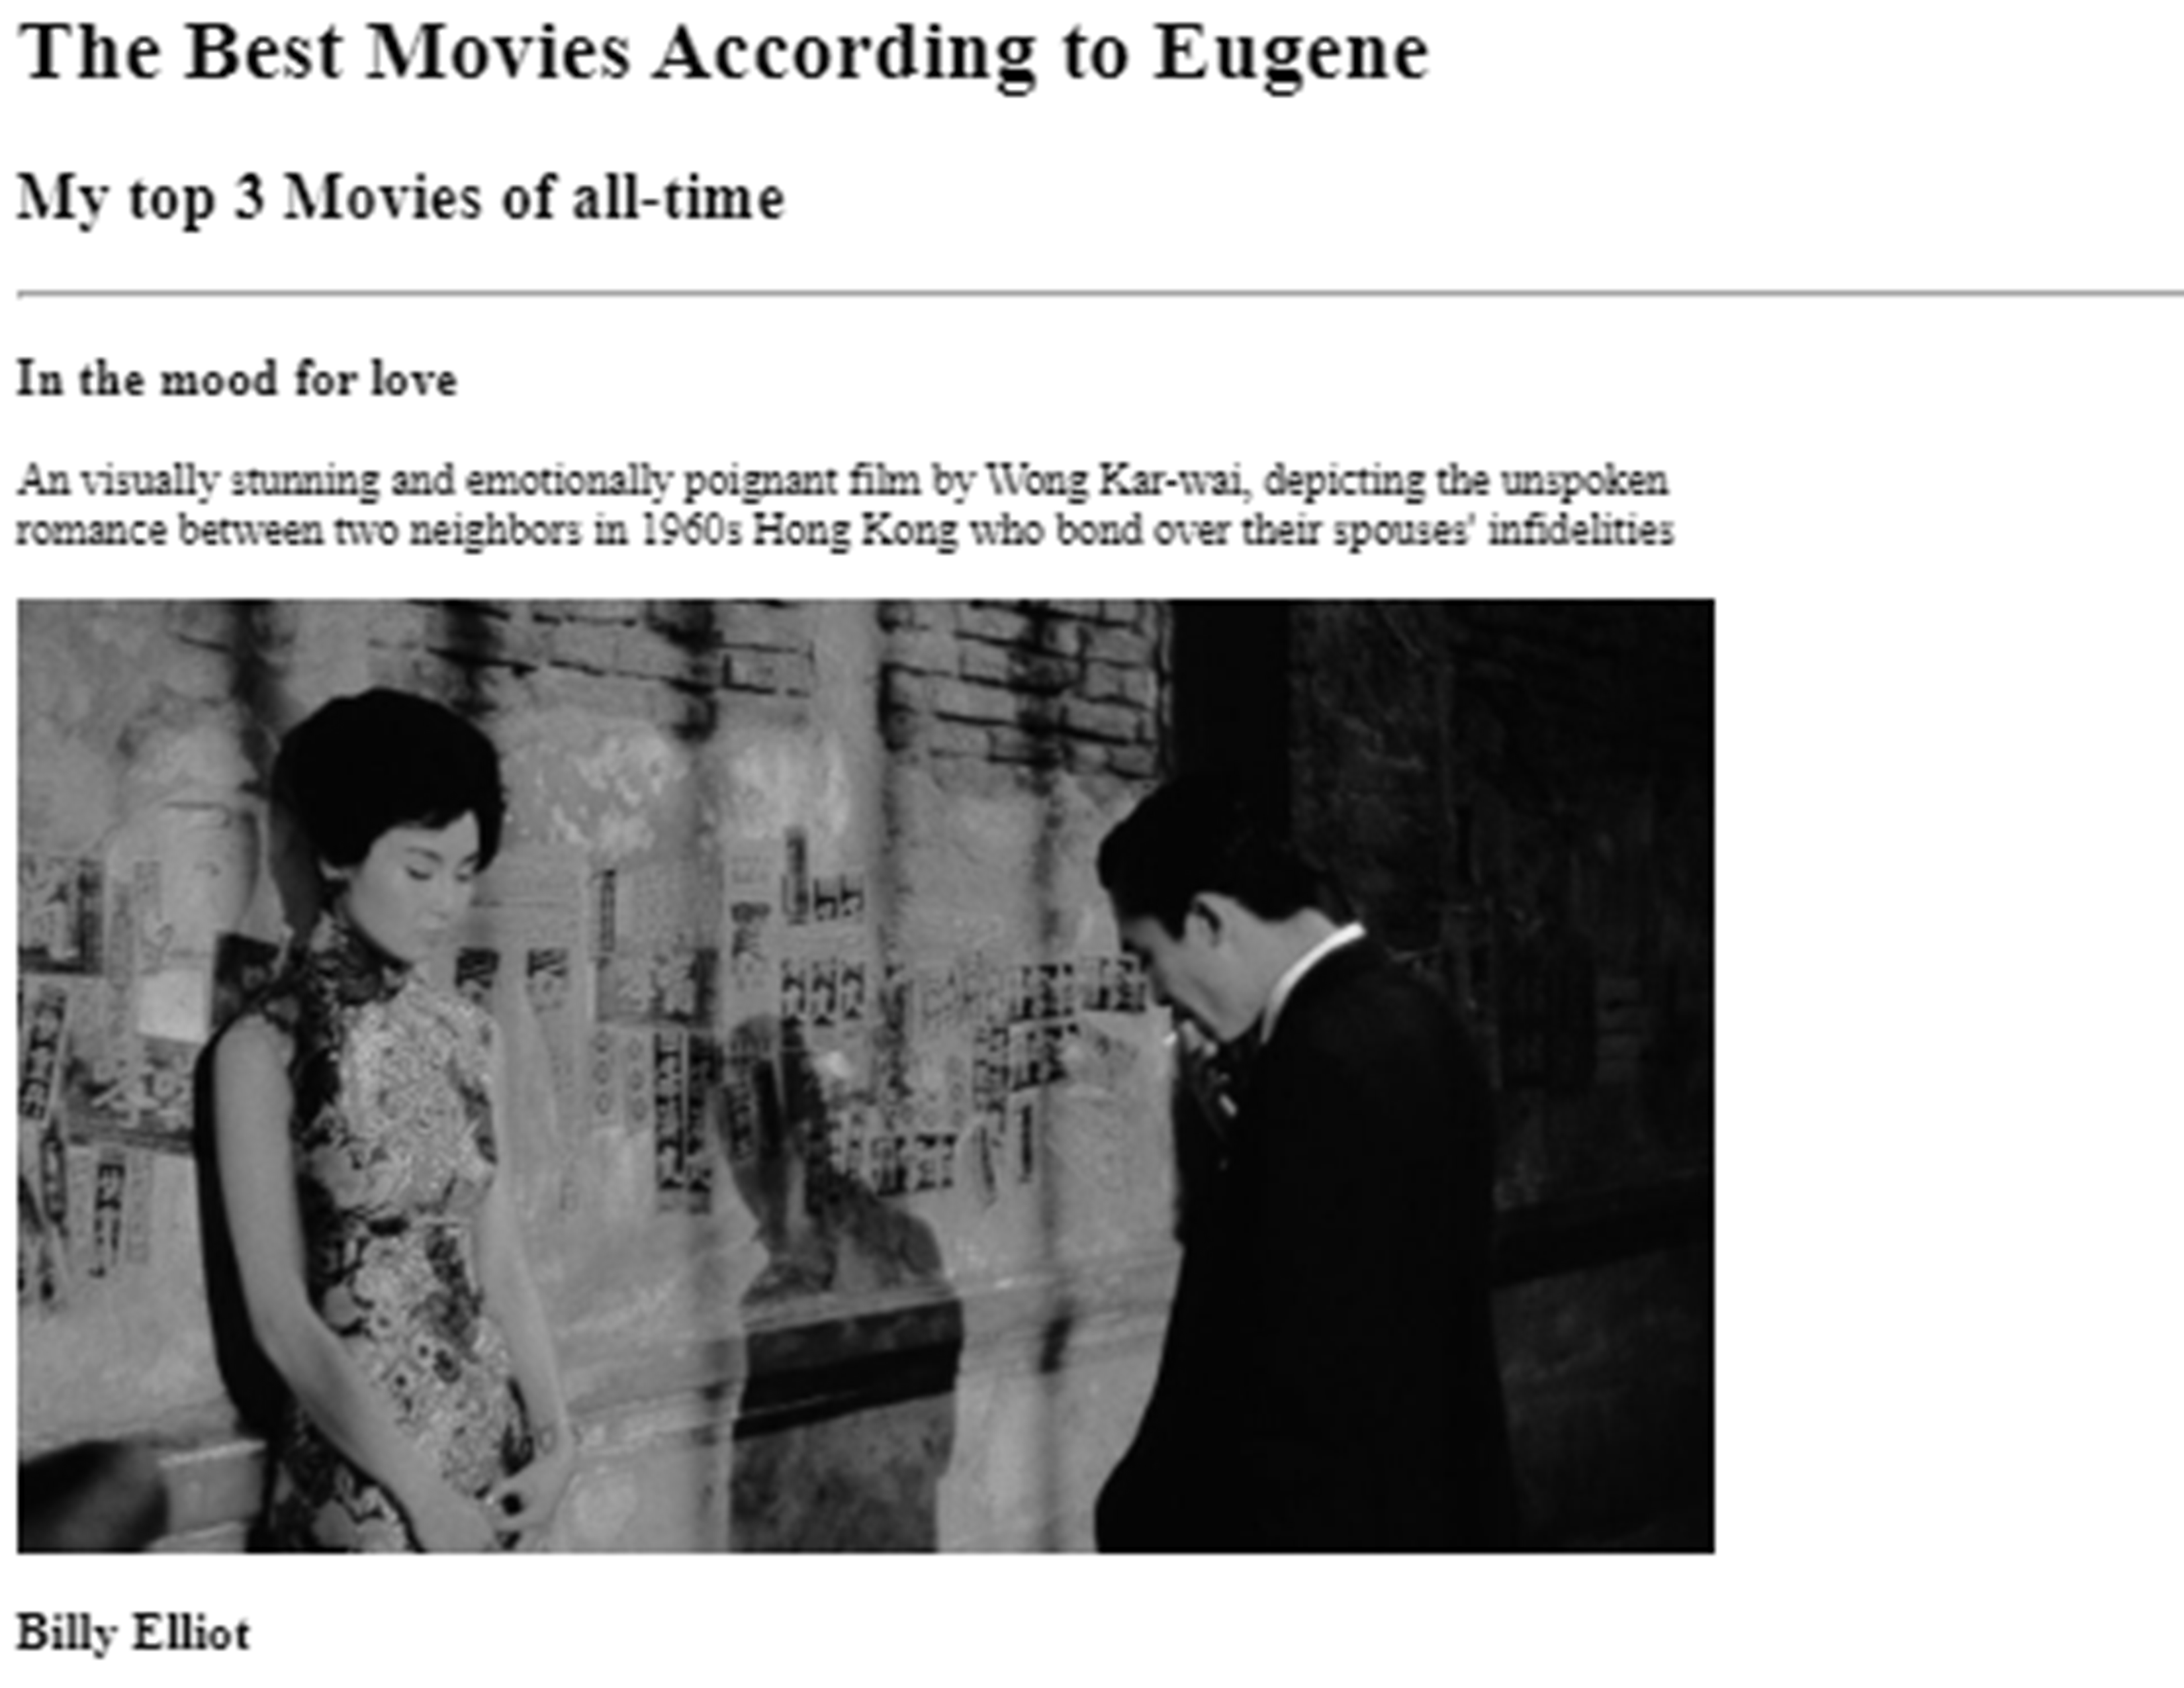 The Best Movies According to Eugene
My top 3 Movies of all-time
In the mood for love
An visually stunning and emotionally poignant film by Wong Kar-wai, depicting the unspoken
romance between two neighbors in 1960s Hong Kong who bond over their spouses' infidelities
Billy Elliot